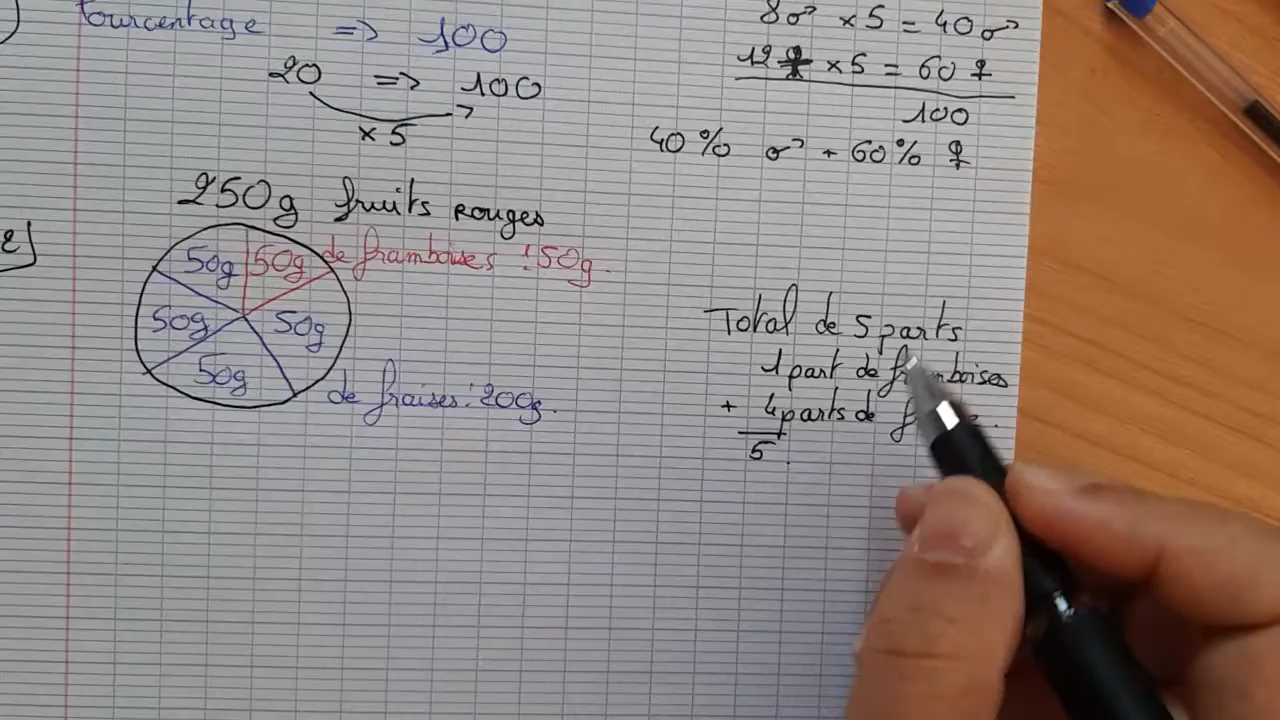 Pourcentage => 100
20 => 100
x 5
8♂ x 5 = 40♂
12♀ x 5 = 60♀
100
40% ♂ + 60% ♀
2)
250g fruits rouges
50g 50g de framboises : 50g.
50g 50g
50g
de fraises : 200g.
Total de 5 parts
1 part de framboises
+ 4 parts de
5